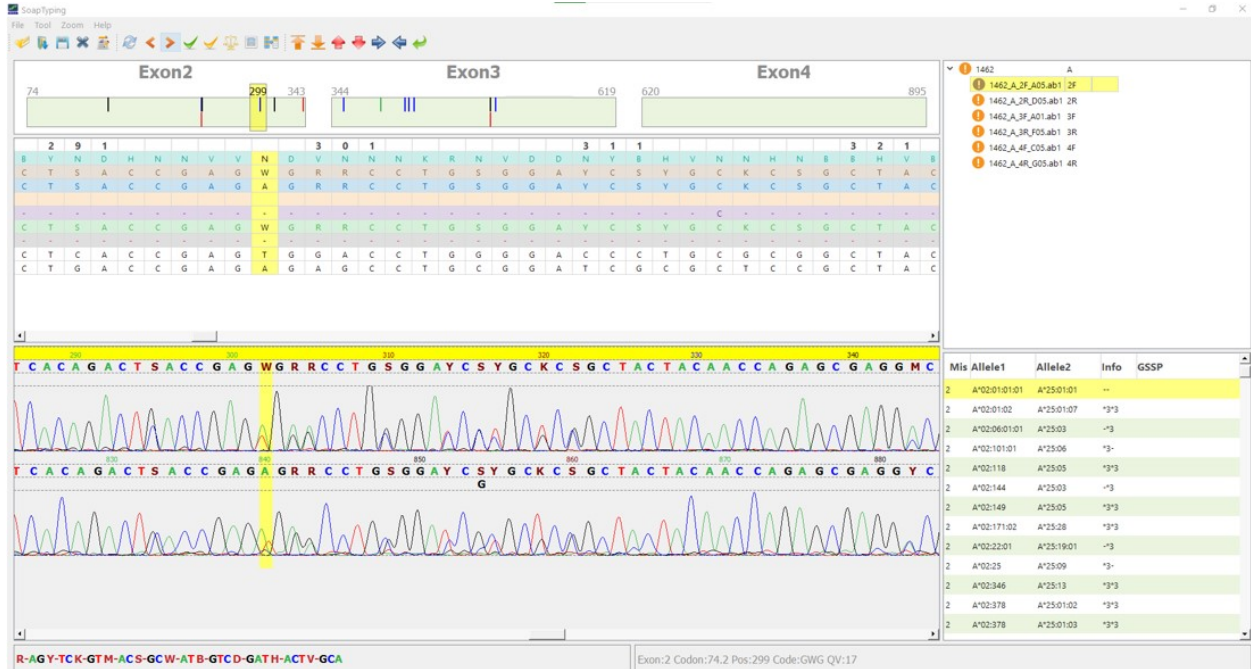 SoapTyping
File Tool Zoom Help
Exon2 Exon3 Exon4
74 299 343 344 619 620 895
2 9 1 3 0 1 3 1 1 3 2 1
B Y N D H N N V V N D V N N N K R N V D D N Y B H V N N H N B B H V B
C T S A C C G A G W G R R C C T G S G G A Y C S Y G C K C S G C T A C
C T S A C C G A G A G R R C C T G S G G A Y C S Y G C K C S G C T A C
- - - - - - - - - - - - - - - - - - - - - - - - - - C - - - - - - - -
C T S A C C G A G W G R R C C T G S G G A Y C S Y G C K C S G C T A C
- - - - - - - - - - - - - - - - - - - - - - - - - - - - - - - - - - -
C T C A C C G A G T G G A C C T G G G G A C C C T G C G C G G C T A C
C T G A C C G A G A G A G C C T G C G G A T C G C G C T C C G C T A C
290 300 310 320 330 340
T C A C A G A C T S A C C G A G W G R R C C T G S G G A Y C S Y G C K C S G C T A C T A C A A C C A G A G C G A G G M C
830 840 850 860 870 880
T C A C A G A C T S A C C G A G A G R R C C T G S G G A Y C S Y G C K C S G C T A C T A C A A C C A G A G C G A G G Y C
G
1462 A
1462_A_2F_A05.ab1 2F
1462_A_2R_D05.ab1 2R
1462_A_3F_A01.ab1 3F
1462_A_3R_F05.ab1 3R
1462_A_4F_C05.ab1 4F
1462_A_4R_G05.ab1 4R
Mis Allele1 Allele2 Info GSSP
2 A*02:01:01:01 A*25:01:01 --
2 A*02:01:02 A*25:01:07 *3*3
2 A*02:06:01:01 A*25:03 -*3
2 A*02:101:01 A*25:06 *3-
2 A*02:118 A*25:05 *3*3
2 A*02:144 A*25:03 -*3
2 A*02:149 A*25:05 *3*3
2 A*02:171:02 A*25:28 *3*3
2 A*02:22:01 A*25:19:01 -*3
2 A*02:25 A*25:09 *3-
2 A*02:346 A*25:13 *3*3
2 A*02:378 A*25:01:02 *3*3
2 A*02:378 A*25:01:03 *3*3
R-AG Y-TC K-GT M-AC S-GC W-AT B-GTC D-GAT H-ACT V-GCA
Exon:2 Codon:74.2 Pos:299 Code:GWG QV:17